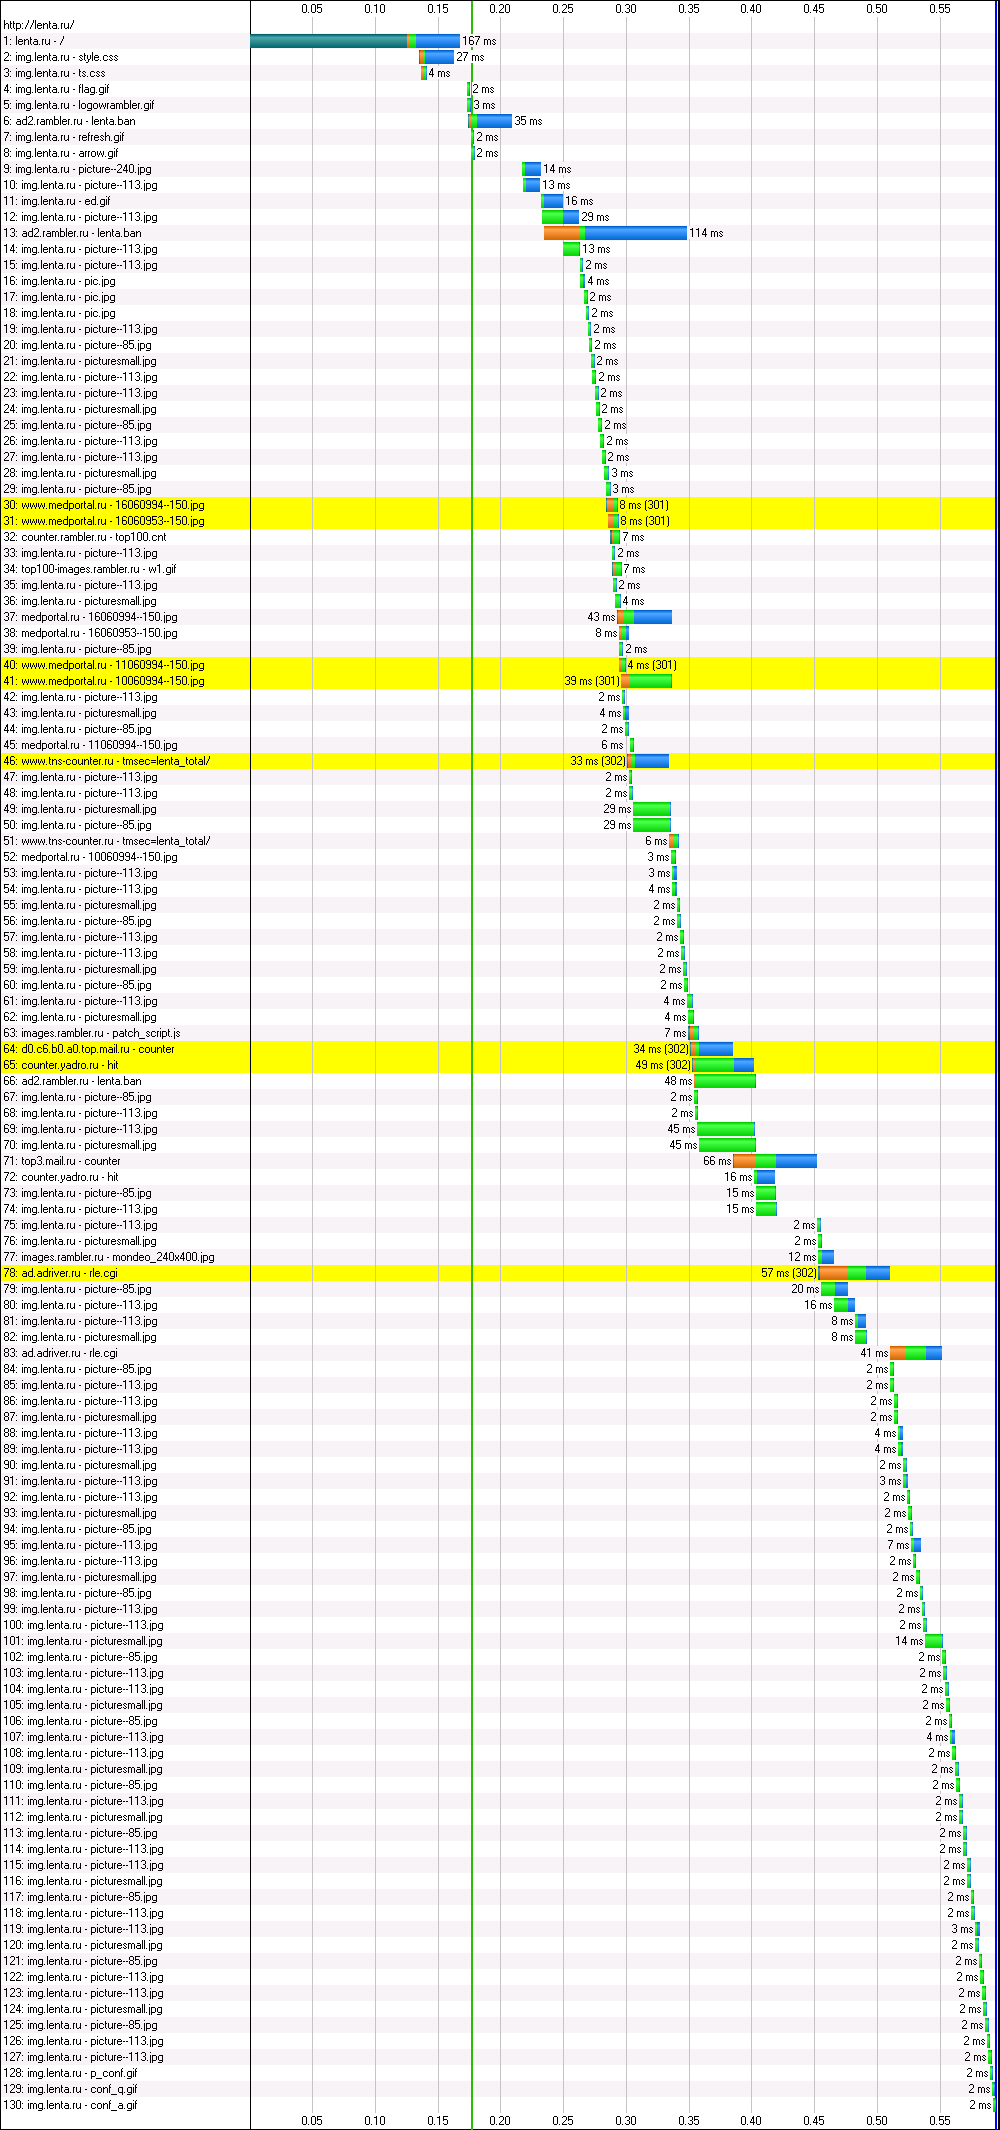 0.05 0.10 0.15 0.20 0.25 0.30 0.35 0.40 0.45 0.50 0.55
http://lenta.ru/
1: lenta.ru - / 167 ms
2: img.lenta.ru - style.css 27 ms
3: img.lenta.ru - ts.css 4 ms
4: img.lenta.ru - flag.gif 2 ms
5: img.lenta.ru - logowrambler.gif 3 ms
6: ad2.rambler.ru - lenta.ban 35 ms
7: img.lenta.ru - refresh.gif 2 ms
8: img.lenta.ru - arrow.gif 2 ms
9: img.lenta.ru - picture--240.jpg 14 ms
10: img.lenta.ru - picture--113.jpg 13 ms
11: img.lenta.ru - ed.gif 16 ms
12: img.lenta.ru - picture--113.jpg 29 ms
13: ad2.rambler.ru - lenta.ban 114 ms
14: img.lenta.ru - picture--113.jpg 13 ms
15: img.lenta.ru - picture--113.jpg 2 ms
16: img.lenta.ru - pic.jpg 4 ms
17: img.lenta.ru - pic.jpg 2 ms
18: img.lenta.ru - pic.jpg 2 ms
19: img.lenta.ru - picture--113.jpg 2 ms
20: img.lenta.ru - picture--85.jpg 2 ms
21: img.lenta.ru - picturesmall.jpg 2 ms
22: img.lenta.ru - picture--113.jpg 2 ms
23: img.lenta.ru - picture--113.jpg 2 ms
24: img.lenta.ru - picturesmall.jpg 2 ms
25: img.lenta.ru - picture--85.jpg 2 ms
26: img.lenta.ru - picture--113.jpg 2 ms
27: img.lenta.ru - picture--113.jpg 2 ms
28: img.lenta.ru - picturesmall.jpg 3 ms
29: img.lenta.ru - picture--85.jpg 3 ms
30: www.medportal.ru - 16060994--150.jpg 8 ms (301)
31: www.medportal.ru - 16060953--150.jpg 8 ms (301)
32: counter.rambler.ru - top100.cnt 7 ms
33: img.lenta.ru - picture--113.jpg 2 ms
34: top100-images.rambler.ru - w1.gif 7 ms
35: img.lenta.ru - picture--113.jpg 2 ms
36: img.lenta.ru - picturesmall.jpg 4 ms
37: medportal.ru - 16060994--150.jpg 43 ms
38: medportal.ru - 16060953--150.jpg 8 ms
39: img.lenta.ru - picture--85.jpg 2 ms
40: www.medportal.ru - 11060994--150.jpg 4 ms (301)
41: www.medportal.ru - 10060994--150.jpg 39 ms (301)
42: img.lenta.ru - picture--113.jpg 2 ms
43: img.lenta.ru - picturesmall.jpg 4 ms
44: img.lenta.ru - picture--85.jpg 2 ms
45: medportal.ru - 11060994--150.jpg 6 ms
46: www.tns-counter.ru - tmsec=lenta_total/ 33 ms (302)
47: img.lenta.ru - picture--113.jpg 2 ms
48: img.lenta.ru - picture--113.jpg 2 ms
49: img.lenta.ru - picturesmall.jpg 29 ms
50: img.lenta.ru - picture--85.jpg 29 ms
51: www.tns-counter.ru - tmsec=lenta_total/ 6 ms
52: medportal.ru - 10060994--150.jpg 3 ms
53: img.lenta.ru - picture--113.jpg 3 ms
54: img.lenta.ru - picture--113.jpg 4 ms
55: img.lenta.ru - picturesmall.jpg 2 ms
56: img.lenta.ru - picture--85.jpg 2 ms
57: img.lenta.ru - picture--113.jpg 2 ms
58: img.lenta.ru - picture--113.jpg 2 ms
59: img.lenta.ru - picturesmall.jpg 2 ms
60: img.lenta.ru - picture--85.jpg 2 ms
61: img.lenta.ru - picture--113.jpg 4 ms
62: img.lenta.ru - picturesmall.jpg 4 ms
63: images.rambler.ru - patch_script.js 7 ms
64: d0.c6.b0.a0.top.mail.ru - counter 34 ms (302)
65: counter.yadro.ru - hit 49 ms (302)
66: ad2.rambler.ru - lenta.ban 48 ms
67: img.lenta.ru - picture--85.jpg 2 ms
68: img.lenta.ru - picture--113.jpg 2 ms
69: img.lenta.ru - picture--113.jpg 45 ms
70: img.lenta.ru - picturesmall.jpg 45 ms
71: top3.mail.ru - counter 66 ms
72: counter.yadro.ru - hit 16 ms
73: img.lenta.ru - picture--85.jpg 15 ms
74: img.lenta.ru - picture--113.jpg 15 ms
75: img.lenta.ru - picture--113.jpg 2 ms
76: img.lenta.ru - picturesmall.jpg 2 ms
77: images.rambler.ru - mondeo_240x400.jpg 12 ms
78: ad.adriver.ru - rle.cgi 57 ms (302)
79: img.lenta.ru - picture--85.jpg 20 ms
80: img.lenta.ru - picture--113.jpg 16 ms
81: img.lenta.ru - picture--113.jpg 8 ms
82: img.lenta.ru - picturesmall.jpg 8 ms
83: ad.adriver.ru - rle.cgi 41 ms
84: img.lenta.ru - picture--85.jpg 2 ms
85: img.lenta.ru - picture--113.jpg 2 ms
86: img.lenta.ru - picture--113.jpg 2 ms
87: img.lenta.ru - picturesmall.jpg 2 ms
88: img.lenta.ru - picture--113.jpg 4 ms
89: img.lenta.ru - picture--113.jpg 4 ms
90: img.lenta.ru - picturesmall.jpg 2 ms
91: img.lenta.ru - picture--113.jpg 3 ms
92: img.lenta.ru - picture--113.jpg 2 ms
93: img.lenta.ru - picturesmall.jpg 2 ms
94: img.lenta.ru - picture--85.jpg 2 ms
95: img.lenta.ru - picture--113.jpg 7 ms
96: img.lenta.ru - picture--113.jpg 2 ms
97: img.lenta.ru - picturesmall.jpg 2 ms
98: img.lenta.ru - picture--85.jpg 2 ms
99: img.lenta.ru - picture--113.jpg 2 ms
100: img.lenta.ru - picture--113.jpg 2 ms
101: img.lenta.ru - picturesmall.jpg 14 ms
102: img.lenta.ru - picture--85.jpg 2 ms
103: img.lenta.ru - picture--113.jpg 2 ms
104: img.lenta.ru - picture--113.jpg 2 ms
105: img.lenta.ru - picturesmall.jpg 2 ms
106: img.lenta.ru - picture--85.jpg 2 ms
107: img.lenta.ru - picture--113.jpg 4 ms
108: img.lenta.ru - picture--113.jpg 2 ms
109: img.lenta.ru - picturesmall.jpg 2 ms
110: img.lenta.ru - picture--85.jpg 2 ms
111: img.lenta.ru - picture--113.jpg 2 ms
112: img.lenta.ru - picturesmall.jpg 2 ms
113: img.lenta.ru - picture--85.jpg 2 ms
114: img.lenta.ru - picture--113.jpg 2 ms
115: img.lenta.ru - picture--113.jpg 2 ms
116: img.lenta.ru - picturesmall.jpg 2 ms
117: img.lenta.ru - picture--85.jpg 2 ms
118: img.lenta.ru - picture--113.jpg 2 ms
119: img.lenta.ru - picture--113.jpg 3 ms
120: img.lenta.ru - picturesmall.jpg 2 ms
121: img.lenta.ru - picture--85.jpg 2 ms
122: img.lenta.ru - picture--113.jpg 2 ms
123: img.lenta.ru - picture--113.jpg 2 ms
124: img.lenta.ru - picturesmall.jpg 2 ms
125: img.lenta.ru - picture--85.jpg 2 ms
126: img.lenta.ru - picture--113.jpg 2 ms
127: img.lenta.ru - picture--113.jpg 2 ms
128: img.lenta.ru - p_conf.gif 2 ms
129: img.lenta.ru - conf_q.gif 2 ms
130: img.lenta.ru - conf_a.gif 2 ms
0.05 0.10 0.15 0.20 0.25 0.30 0.35 0.40 0.45 0.50 0.55